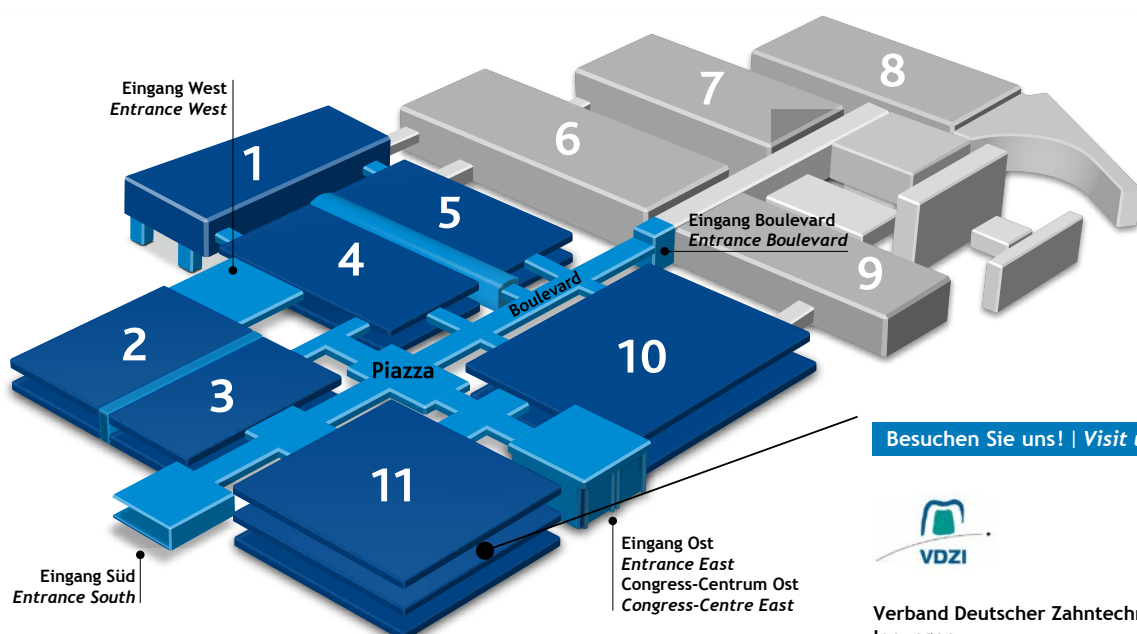 Eingang West
Entrance West
1
2
3
4
5
6
7
8
9
10
11
Boulevard
Piazza
Eingang Boulevard
Entrance Boulevard
Besuchen Sie uns! | Visit
VDZI
Eingang Süd
Entrance South
Eingang Ost
Entrance East
Congress-Centrum Ost
Congress-Centre East
Verband Deutscher